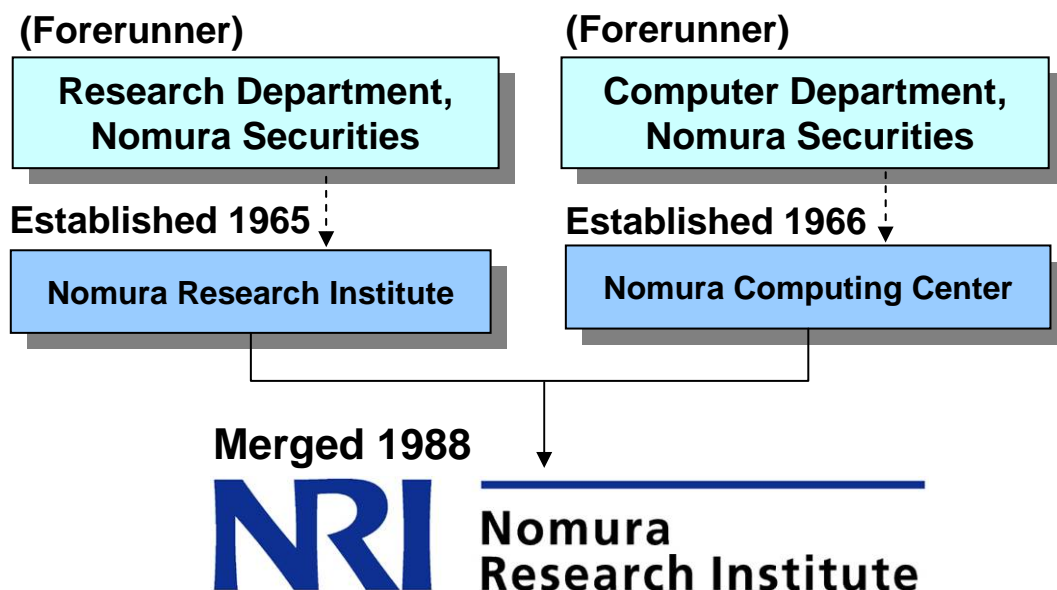 (Forerunner)
Research Department,
Nomura Securities
Established 1965
Nomura Research Institute
(Forerunner)
Computer Department,
Nomura Securities
Established 1966
Nomura Computing Center
Merged 1988
NRI
Nomura
Research Institute